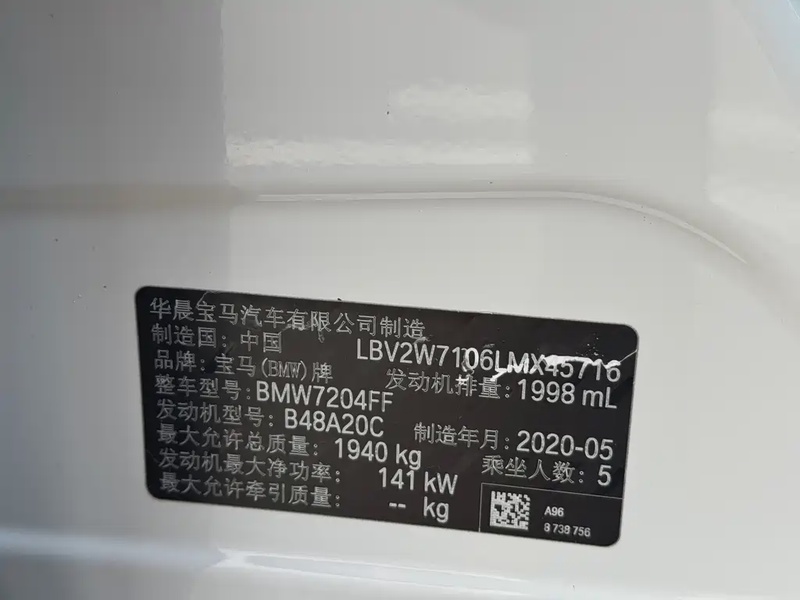 华晨宝马汽车有限公司制造
制造国: 中国 LBV2W7106LMX45716
品牌: 宝马(BMW)牌 发动机排量: 1998 mL
整车型号: BMW7204FF
发动机型号: B48A20C 制造年月: 2020-05
最大允许总质量: 1940 kg 乘坐人数: 5
发动机最大净功率: 141 kW
最大允许牵引质量: -- kg
A96
8 738 756